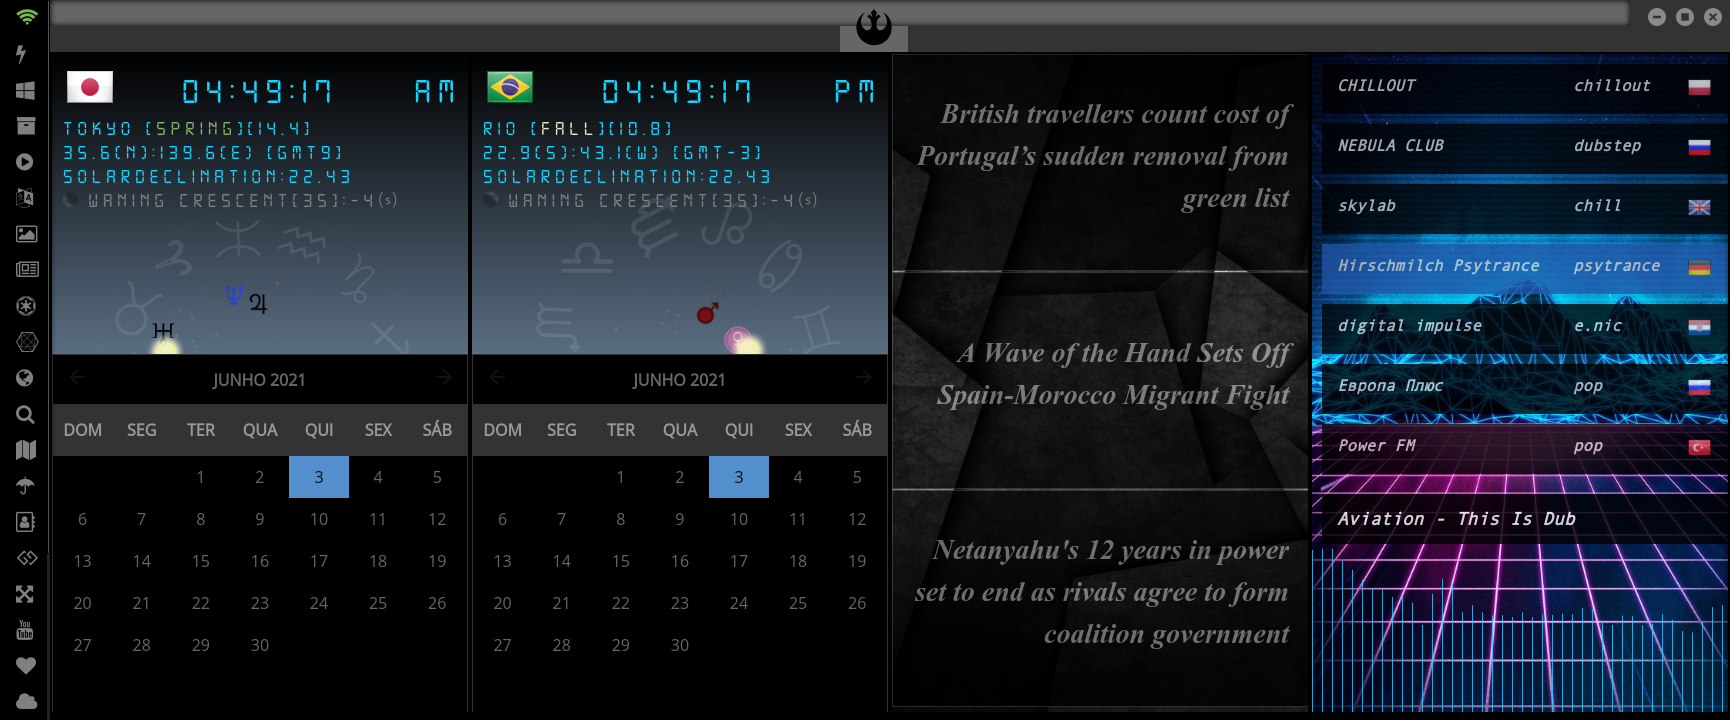 04:49:17 AM
TOKYO [SPRING][14.4]
35.6(N):139.6(E) [GMT9]
SOLARDECLINATION:22.43
WANING CRESCENT[35]:-4(s)
JUNHO 2021
DOM SEG TER QUA QUI SEX SÁB
1 2 3 4 5
6 7 8 9 10 11 12
13 14 15 16 17 18 19
20 21 22 23 24 25 26
27 28 29 30
04:49:17 PM
RIO [FALL][10.8]
22.9(S):43.1(W) [GMT-3]
SOLARDECLINATION:22.43
WANING CRESCENT[35]:-4(s)
JUNHO 2021
DOM SEG TER QUA QUI SEX SÁB
1 2 3 4 5
6 7 8 9 10 11 12
13 14 15 16 17 18 19
20 21 22 23 24 25 26
27 28 29 30
British travellers count cost of
Portugal’s sudden removal from
green list
A Wave of the Hand Sets Off
Spain-Morocco Migrant Fight
Netanyahu's 12 years in power
set to end as rivals agree to form
coalition government
CHILLOUT chillout
NEBULA CLUB dubstep
skylab chill
Hirschmilch Psytrance psytrance
digital impulse e.nic
Европа Плюс pop
Power FM pop
Aviation - This Is Dub
You
Tube